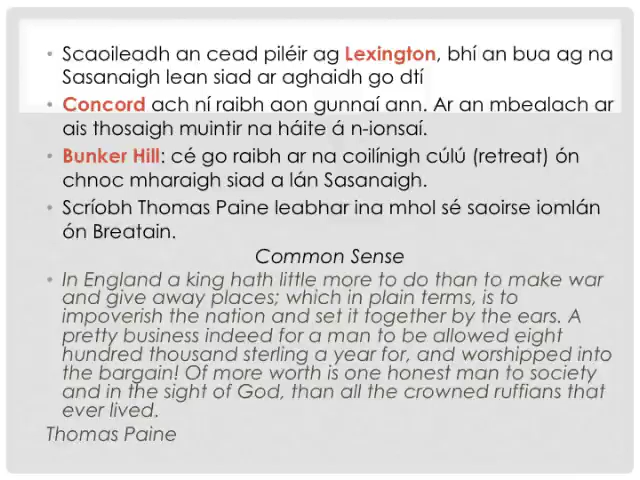 • Scaoileadh an cead piléir ag Lexington, bhí an bua ag na
Sasanaigh lean siad ar aghaidh go dtí
• Concord ach ní raibh aon gunnaí ann. Ar an mbealach ar
ais thosaigh muintir na háite á n-ionsaí.
• Bunker Hill: cé go raibh ar na coilínigh cúlú (retreat) ón
chnoc mharaigh siad a lán Sasanaigh.
• Scríobh Thomas Paine leabhar ina mhol sé saoirse iomlán
ón Breatain.
Common Sense
• In England a king hath little more to do than to make war
and give away places; which in plain terms, is to
impoverish the nation and set it together by the ears. A
pretty business indeed for a man to be allowed eight
hundred thousand sterling a year for, and worshipped into
the bargain! Of more worth is one honest man to society
and in the sight of God, than all the crowned ruffians that
ever lived.
Thomas Paine